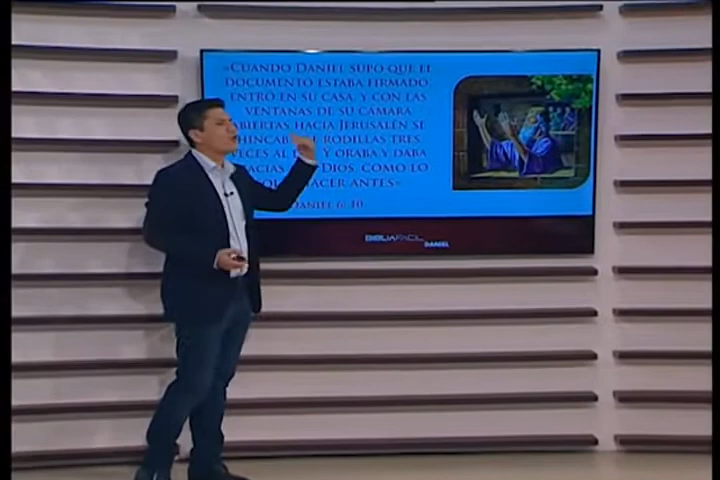 «Cuando Daniel supo que el
documento estaba firmado,
entró en su casa, y con las
ventanas de su cámara
abiertas hacia Jerusalén se
rodillas tres
veces al y oraba y daba
gracias Dios, como lo
hacer antes»
Daniel 6:10
BIBLIAFACIL
DANIEL